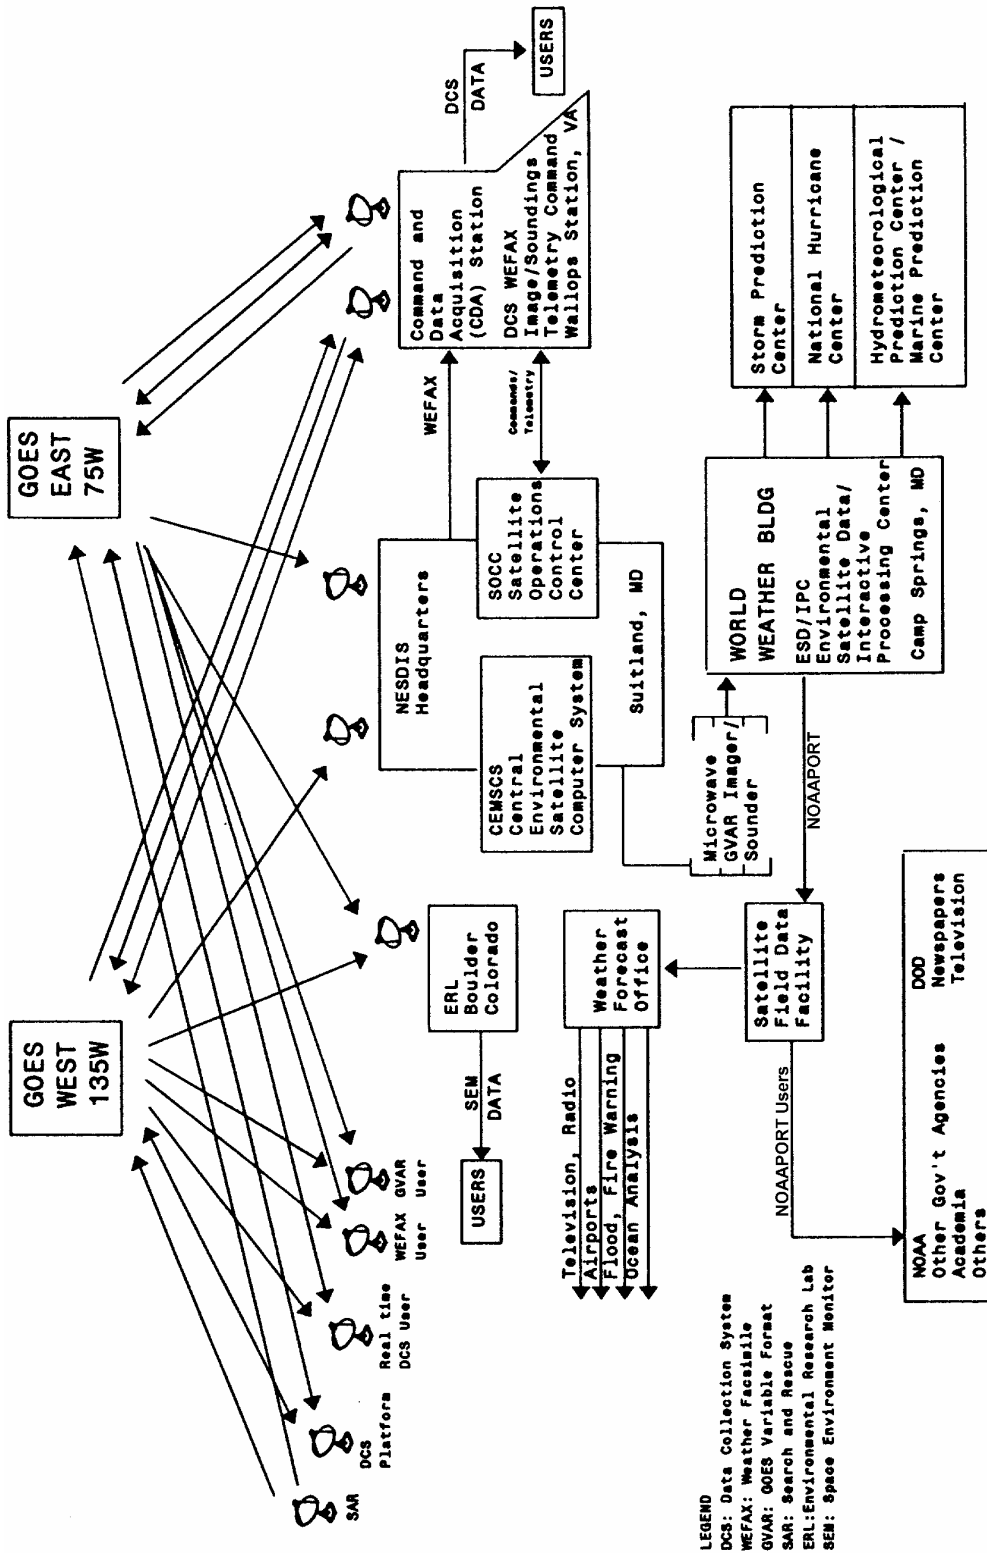 GOES
WEST
135W
GOES
EAST
75W
SAR
DCS
Platform
Real time
DCS User
WEFAX
User
GVAR
User
ERL
Boulder
Colorado
SEM
DATA
USERS
NESDIS
Headquarters
CEMSCS
Central
Environmental
Satellite
Computer System
SOCC
Satellite
Operations
Control
Center
Suitland, MD
WEFAX
Commands/
Telemetry
Command and
Data
Acquisition
(CDA) Station
DCS WEFAX
Image/Soundings
Telemetry Command
Wallops Station, VA
DCS
DATA
USERS
Television, Radio
Airports
Flood, Fire Warning
Ocean Analysis
Weather
Forecast
Office
Microwave
GVAR Imager/
Sounder
WORLD
WEATHER BLDG
ESD/IPC
Environmental
Satellite Data/
Interactive
Processing Center
Camp Springs, MD
Storm Prediction
Center
National Hurricane
Center
Hydrometeorological
Prediction Center /
Marine Prediction
Center
NOAAPORT
Satellite
Field Data
Facility
NOAAPORT Users
NOAA
Other Gov't Agencies
Academia
Others
DOD
Newspapers
Television
LEGEND
DCS: Data Collection System
WEFAX: Weather Facsimile
GVAR: GOES Variable Format
SAR: Search and Rescue
ERL:Environmental Research Lab
SEM: Space Environment Monitor